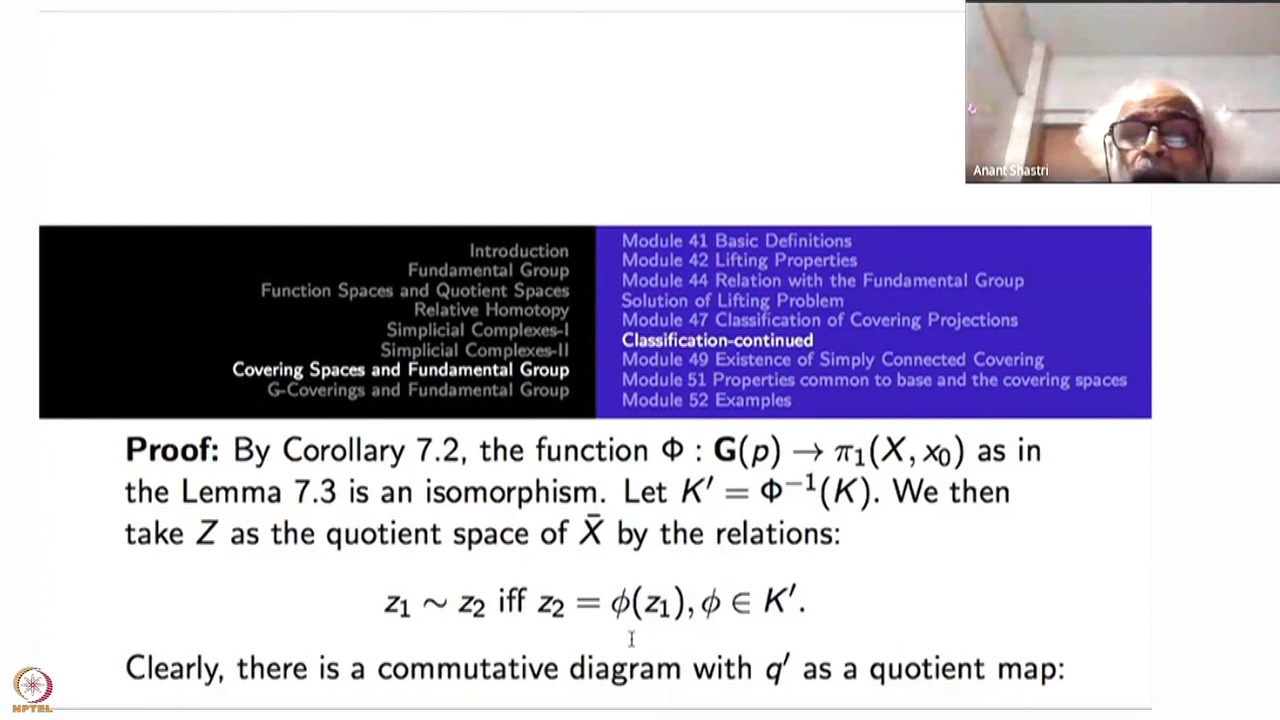 Anant Shastri
Introduction
Fundamental Group
Function Spaces and Quotient Spaces
Relative Homotopy
Simplicial Complexes-I
Simplicial Complexes-II
Covering Spaces and Fundamental Group
G-Coverings and Fundamental Group
Module 41 Basic Definitions
Module 42 Lifting Properties
Module 44 Relation with the Fundamental Group
Solution of Lifting Problem
Module 47 Classification of Covering Projections
Classification-continued
Module 49 Existence of Simply Connected Covering
Module 51 Properties common to base and the covering spaces
Module 52 Examples
Proof: By Corollary 7.2, the function Φ : G(p) → π₁(X, x₀) as in
the Lemma 7.3 is an isomorphism. Let K′ = Φ⁻¹(K). We then
take Z as the quotient space of X̄ by the relations:
z₁ ∼ z₂ iff z₂ = ϕ(z₁), ϕ ∈ K′.
Clearly, there is a commutative diagram with q′ as a quotient map:
NPTEL